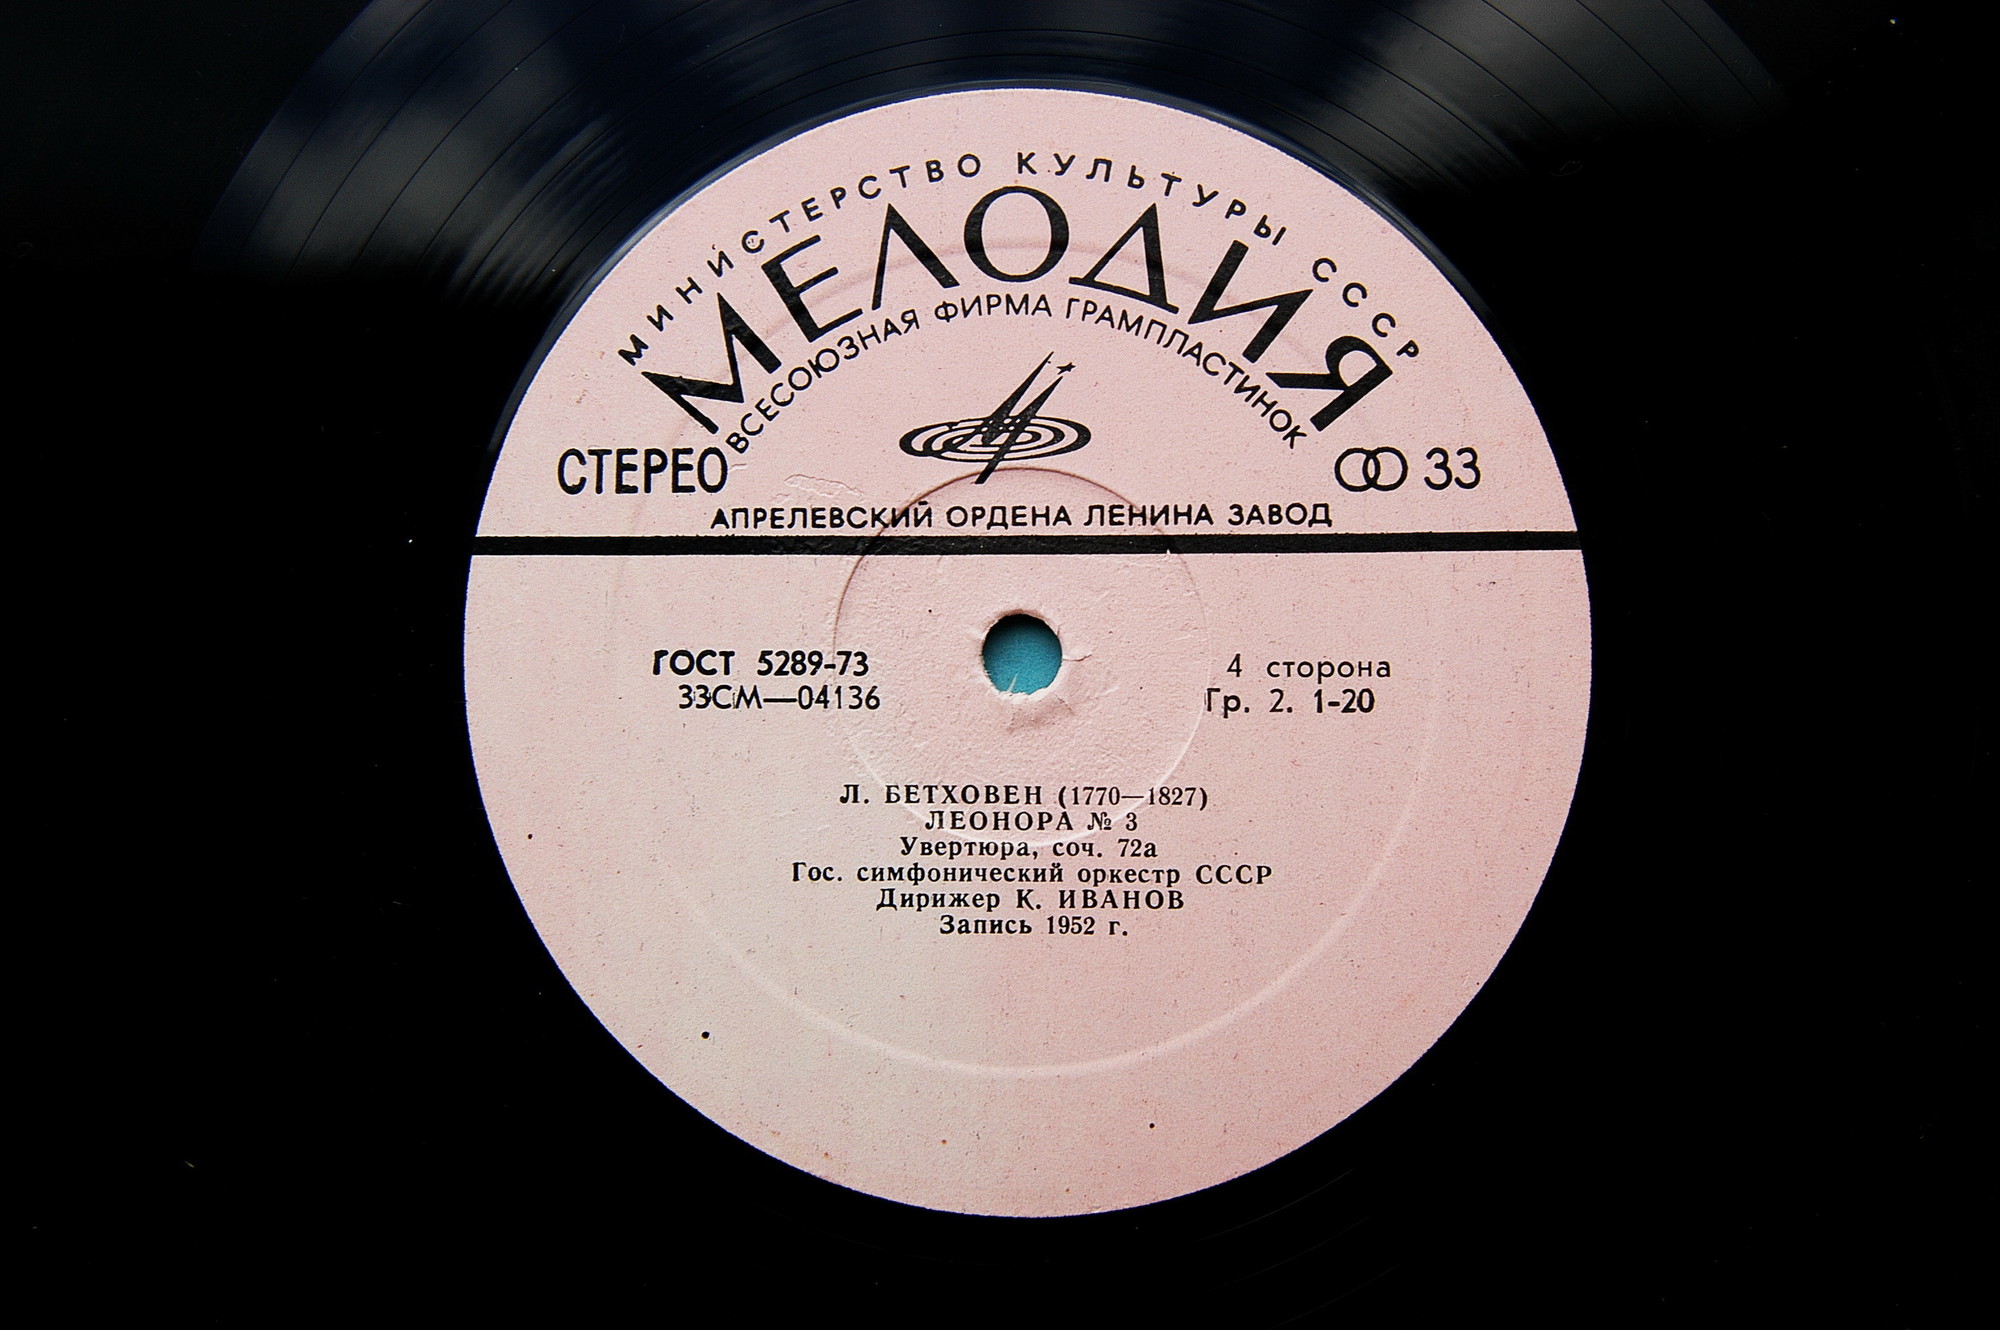 МИНИСТЕРСТВО КУЛЬТУРЫ СССР
МЕЛОДИЯ
ВСЕСОЮЗНАЯ ФИРМА ГРАМПЛАСТИНОК
СТЕРЕО
33
АПРЕЛЕВСКИЙ ОРДЕНА ЛЕНИНА ЗАВОД
ГОСТ 5289-73
33СМ—04136
4 сторона
Гр. 2. 1-20
Л. БЕТХОВЕН (1770—1827)
ЛЕОНОРА № 3
Увертюра, соч. 72а
Гос. симфонический оркестр СССР
Дирижер К. ИВАНОВ
Запись 1952 г.